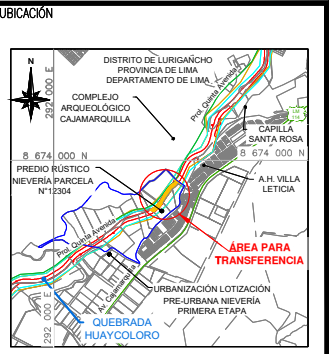 UBICACIÓN
N
292 000 E
DISTRITO DE LURIGANCHO
PROVINCIA DE LIMA
DEPARTAMENTO DE LIMA
COMPLEJO
ARQUEOLÓGICO
CAJAMARQUILLA
Prol. Quinta Avenida
CAPILLA
SANTA ROSA
8 674 000 N
8 674 000 N
PREDIO RÚSTICO
NIEVERÍA PARCELA
N°12304
A.H. VILLA
LETICIA
Prol. Quinta Avenida
ÁREA PARA
TRANSFERENCIA
Av. Cajamarquilla
URBANIZACIÓN LOTIZACIÓN
PRE-URBANA NIEVERÍA
PRIMERA ETAPA
292 000 E
QUEBRADA
HUAYCOLORO